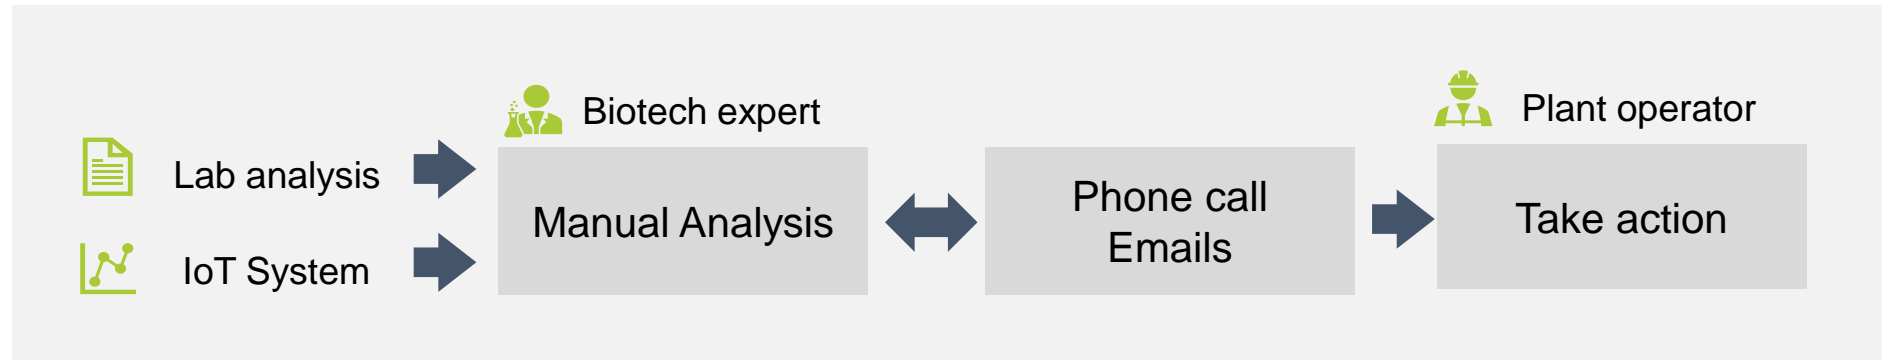 Lab analysis
IoT System
Biotech expert
Manual Analysis
Phone call
Emails
Plant operator
Take action